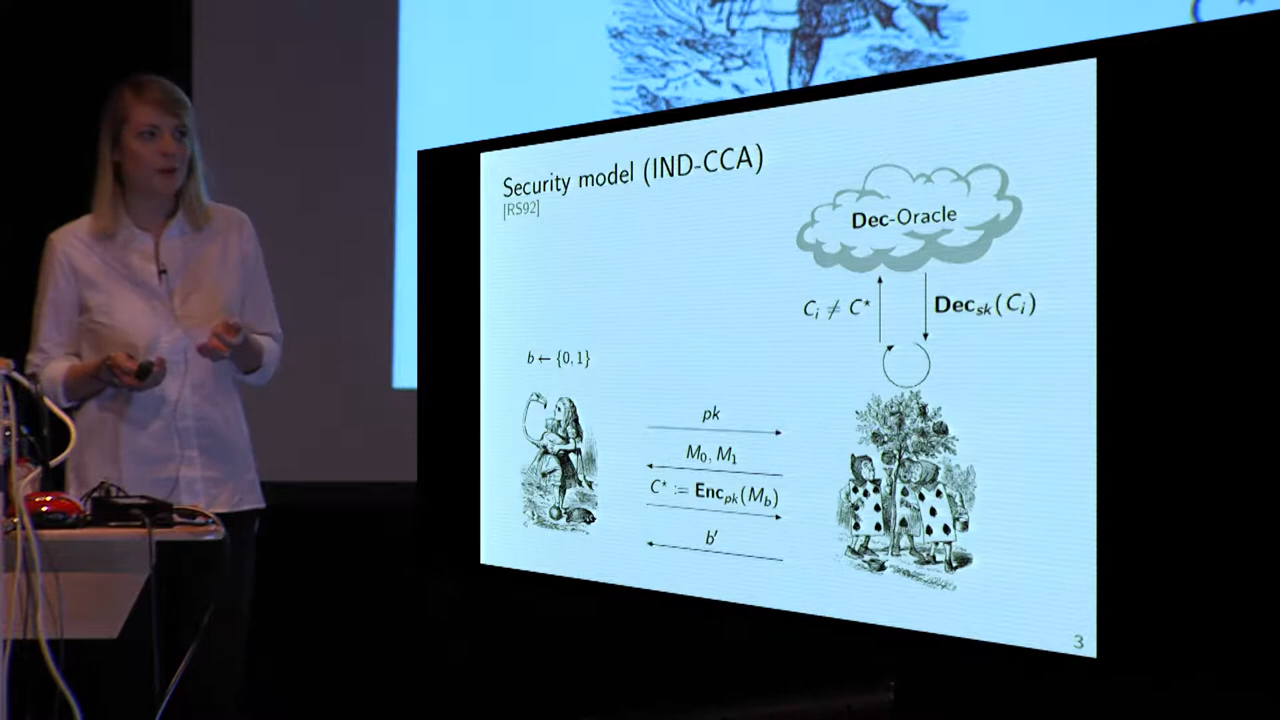 Security model (IND-CCA)
[RS92]
Dec-Oracle
C_i ≠ C*
Dec_sk(C_i)
b ← {0, 1}
pk
M_0, M_1
C* := Enc_pk(M_b)
b′
3